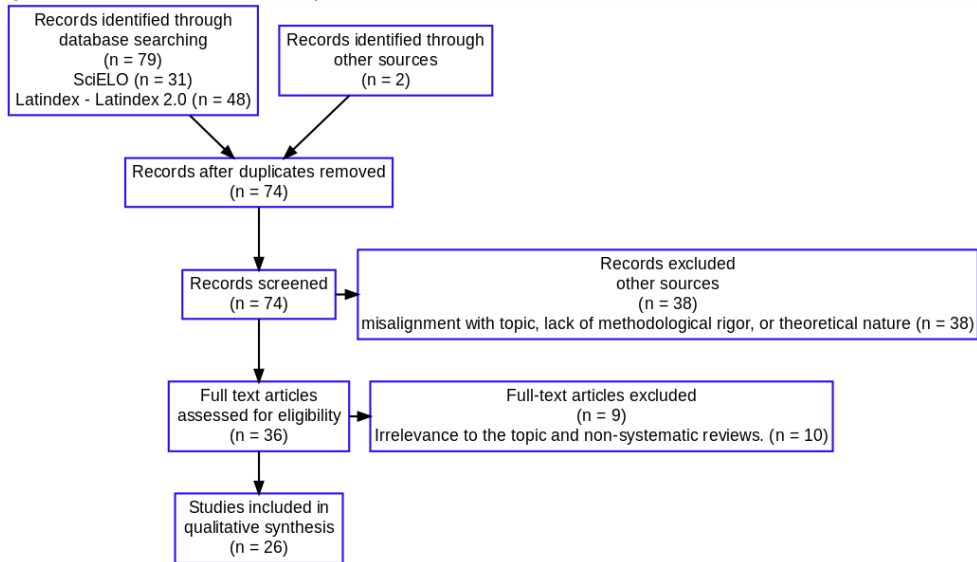 Records identified through
database searching
(n = 79)
SciELO (n = 31)
Latindex - Latindex 2.0 (n = 48)
Records identified through
other sources
(n = 2)
Records after duplicates removed
(n = 74)
Records screened
(n = 74)
Records excluded
other sources
(n = 38)
misalignment with topic, lack of methodological rigor, or theoretical nature (n = 38)
Full text articles
assessed for eligibility
(n = 36)
Full-text articles excluded
(n = 9)
Irrelevance to the topic and non-systematic reviews. (n = 10)
Studies included in
qualitative synthesis
(n = 26)